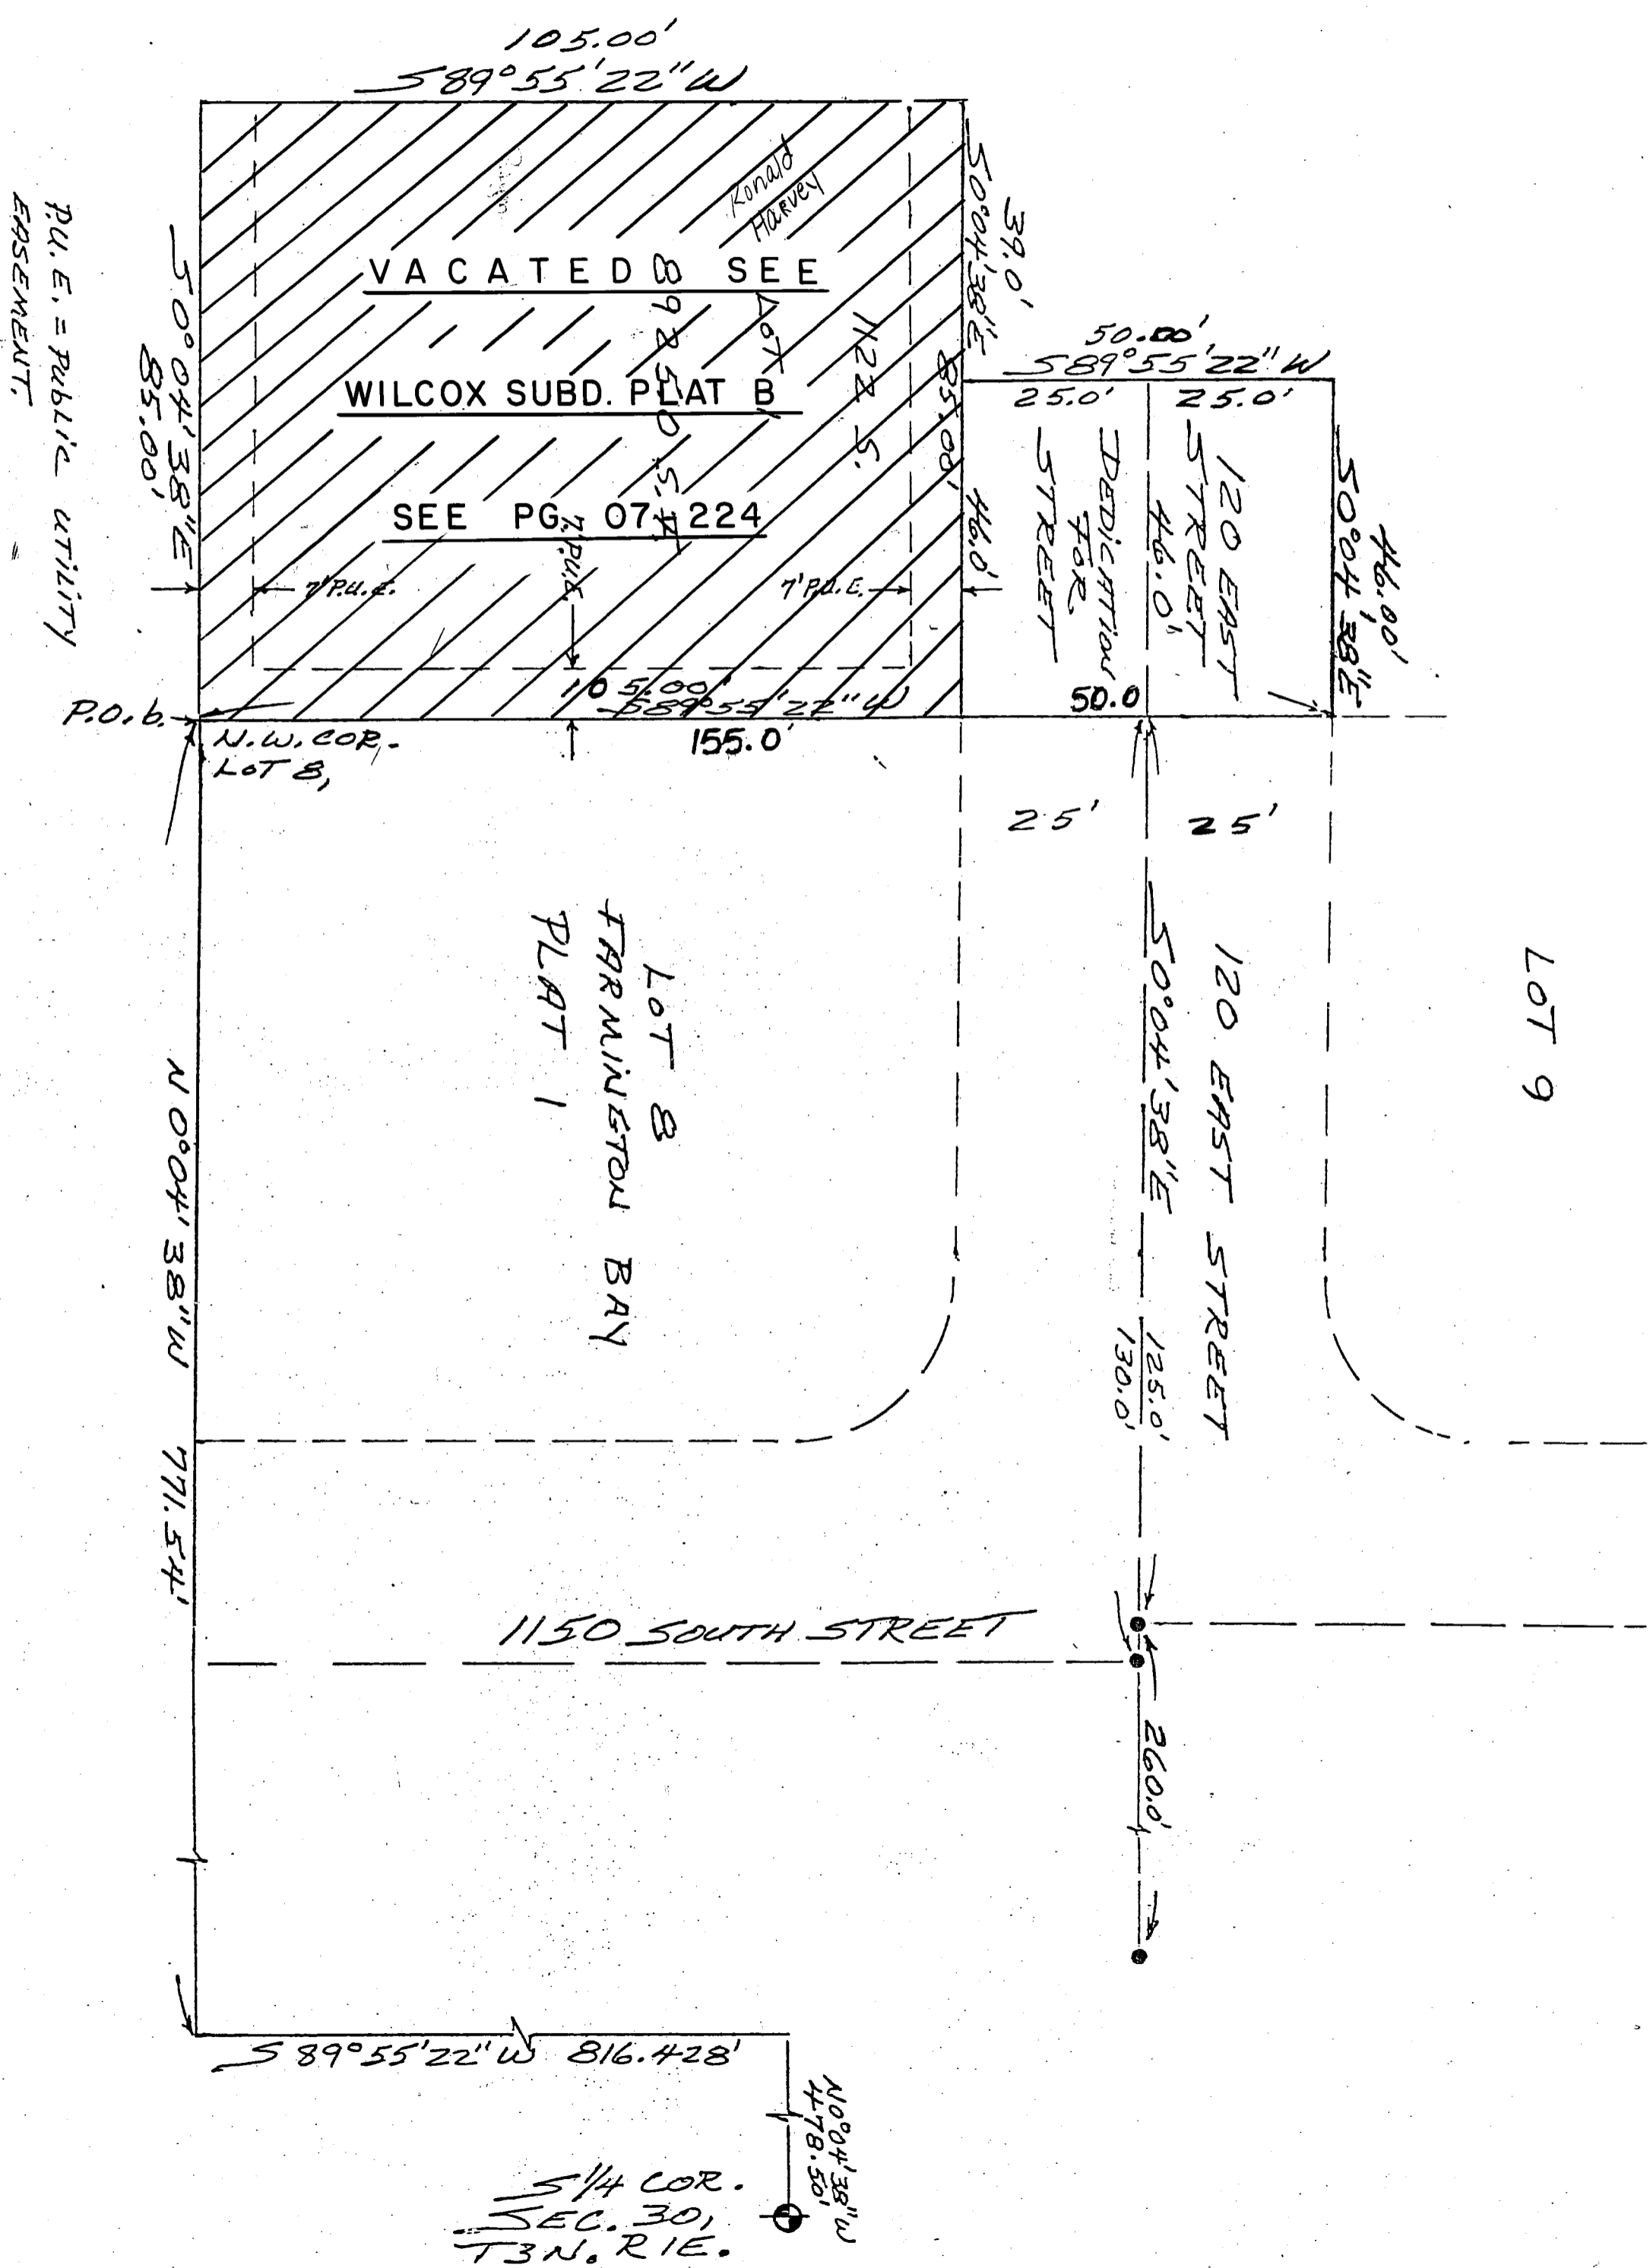 105.00'
S 89° 55' 22" W
Ronald
Harvey
S 0° 04' 38" E
39.0'
VACATED SEE
WILCOX SUBD. PLAT B
SEE PG. 07-224
Lot
8925.0 S.F.
1122 S.
85.00'
46.0'
50.00'
S 89° 55' 22" W
25.0'
25.0'
DEDICATION
FOR
STREET
120 EAST
STREET
46.0'
46.00'
S 0° 04' 38" E
50.0
S 0° 04' 38" E
85.00'
P.U.E. = Public UTILITY
EASEMENT.
7' P.U.E.
7' P.U.E.
7' P.U.E.
105.00'
S 89° 55' 22" W
155.0'
P.O.b.
N.W. COR.
LOT 8,
25'
25'
LOT 8
FARMINGTON BAY
PLAT 1
S 0° 04' 38" E
125.0'
130.0'
120 EAST STREET
LOT 9
N 0° 04' 38" W 771.54'
1150 SOUTH STREET
260.0'
S 89° 55' 22" W 816.428'
N 0° 04' 38" W
478.50'
S 1/4 COR.
SEC. 30,
T 3 N. R 1 E.